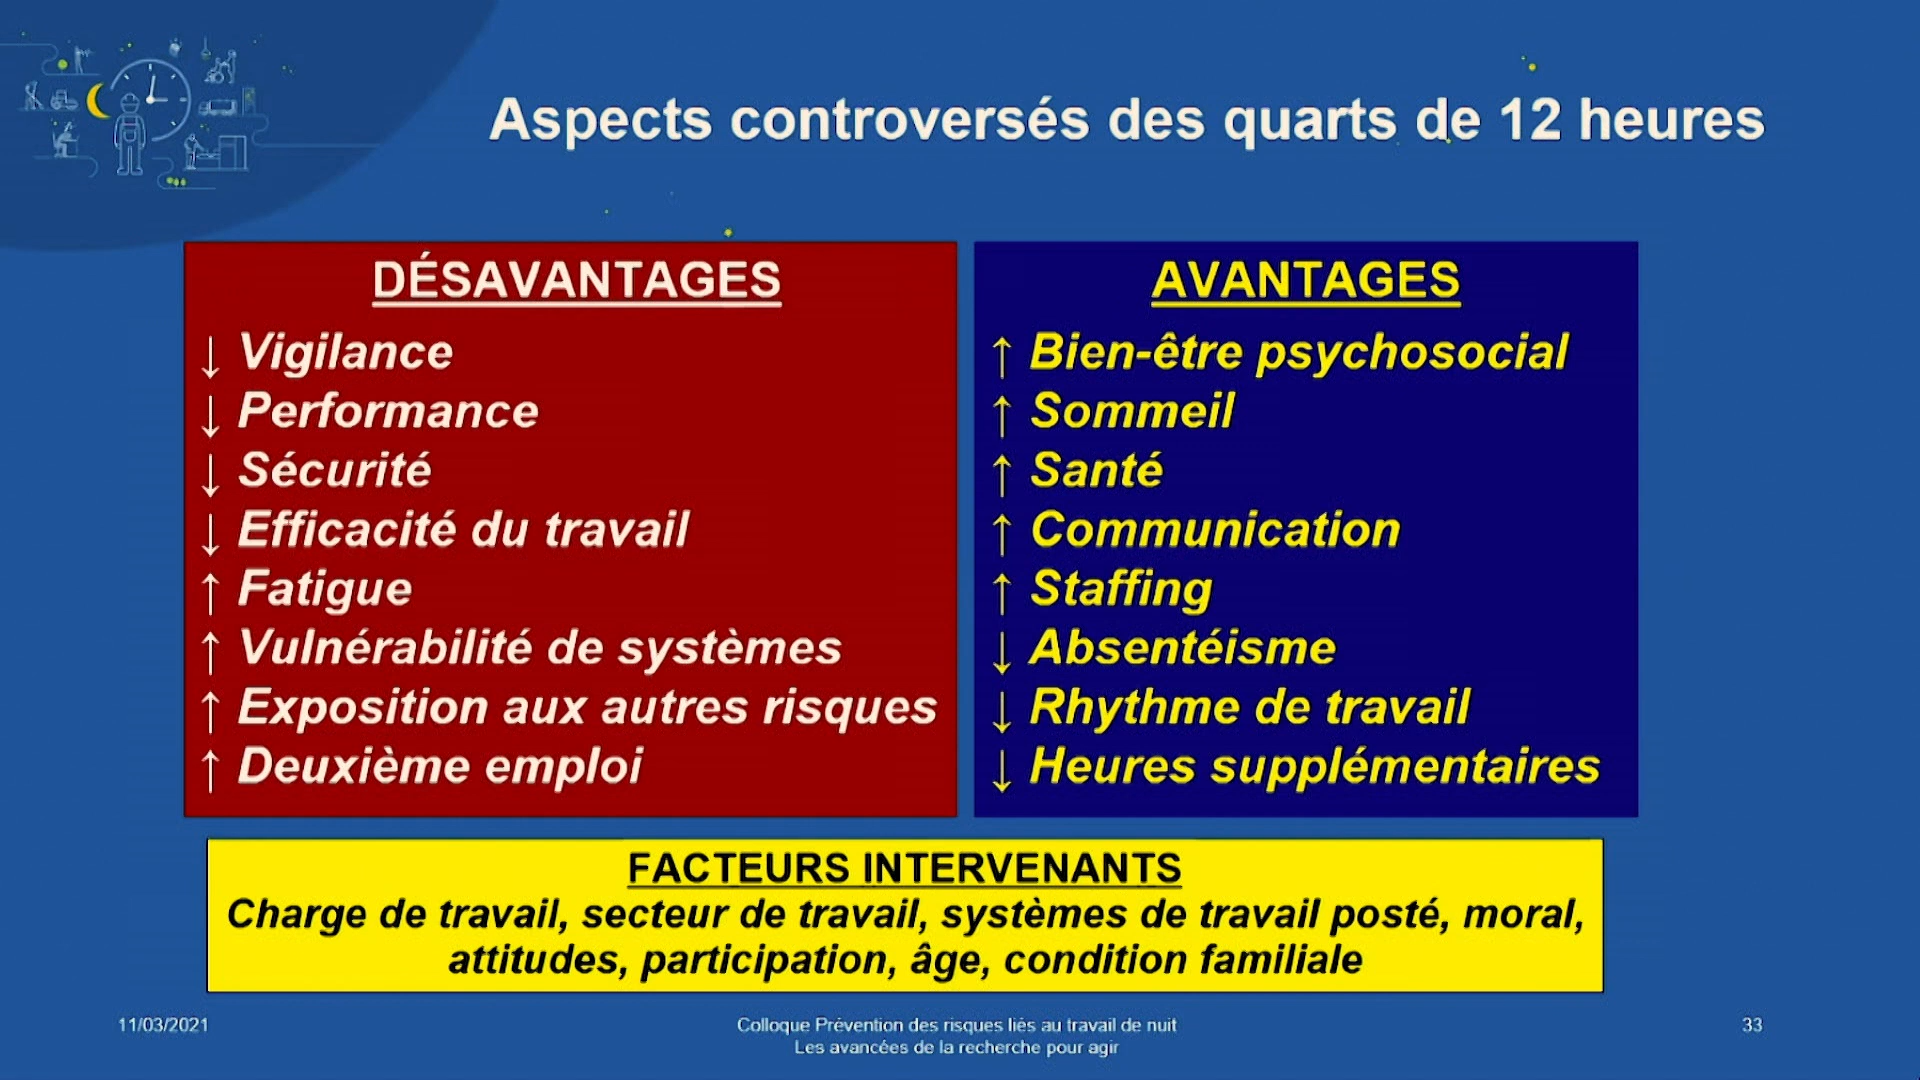 Aspects controversés des quarts de 12 heures
DÉSAVANTAGES
↓ Vigilance
↓ Performance
↓ Sécurité
↓ Efficacité du travail
↑ Fatigue
↑ Vulnérabilité de systèmes
↑ Exposition aux autres risques
↑ Deuxième emploi
AVANTAGES
↑ Bien-être psychosocial
↑ Sommeil
↑ Santé
↑ Communication
↑ Staffing
↓ Absentéisme
↓ Rhythme de travail
↓ Heures supplémentaires
FACTEURS INTERVENANTS
Charge de travail, secteur de travail, systèmes de travail posté, moral,
attitudes, participation, âge, condition familiale
11/03/2021
Colloque Prévention des risques liés au travail de nuit
Les avancées de la recherche pour agir
33